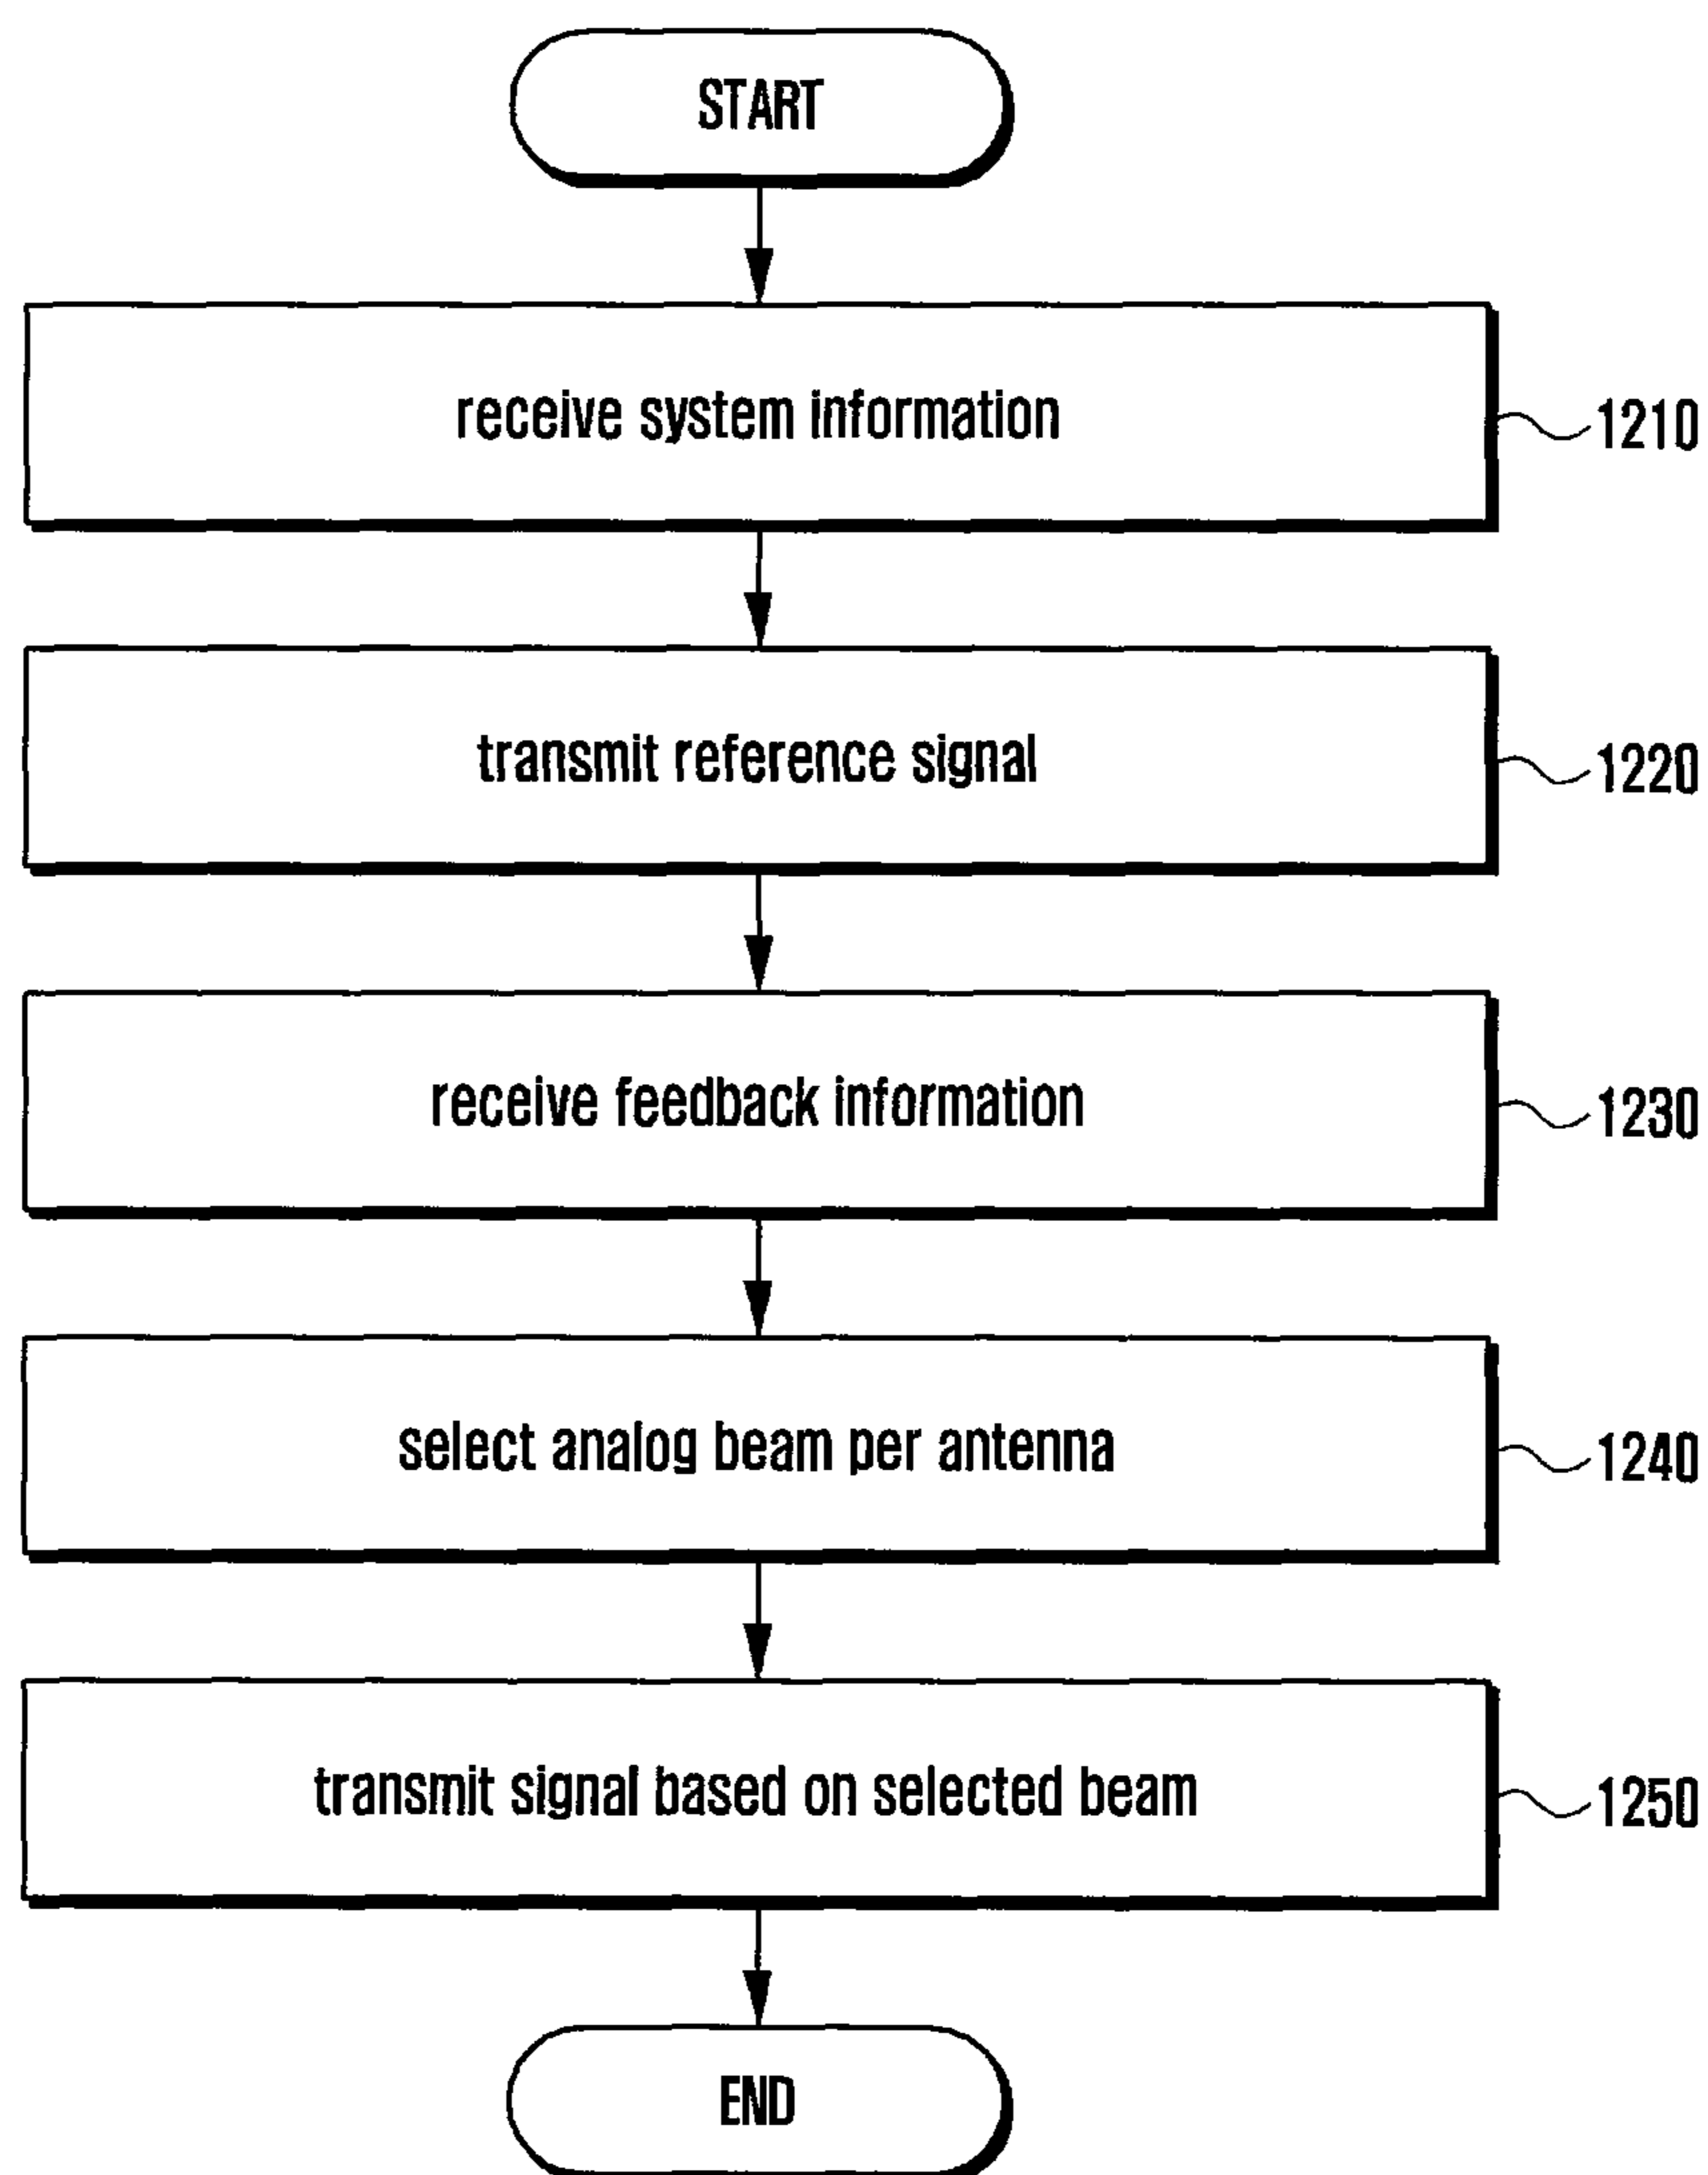 START
receive system information
1210
transmit reference signal
1220
receive feedback information
1230
select analog beam per antenna
1240
transmit signal based on selected beam
1250
END